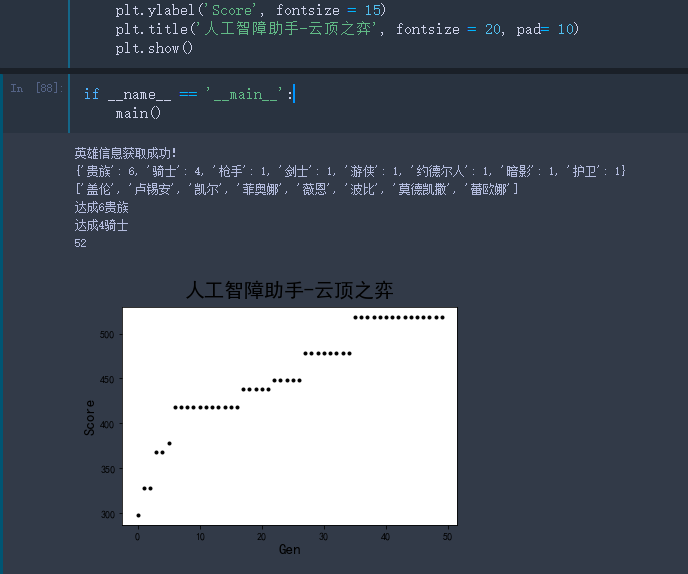 plt.ylabel('Score', fontsize = 15)
plt.title('人工智障助手-云顶之弈', fontsize = 20, pad= 10)
plt.show()
In [88]:
if __name__ == '__main__':
main()
英雄信息获取成功!
{'贵族': 6, '骑士': 4, '枪手': 1, '剑士': 1, '游侠': 1, '约德尔人': 1, '暗影': 1, '护卫': 1}
['盖伦', '卢锡安', '凯尔', '菲奥娜', '薇恩', '波比', '莫德凯撒', '蕾欧娜']
达成6贵族
达成4骑士
52
人工智障助手-云顶之弈
500
450
400
350
300
Score
0 10 20 30 40 50
Gen